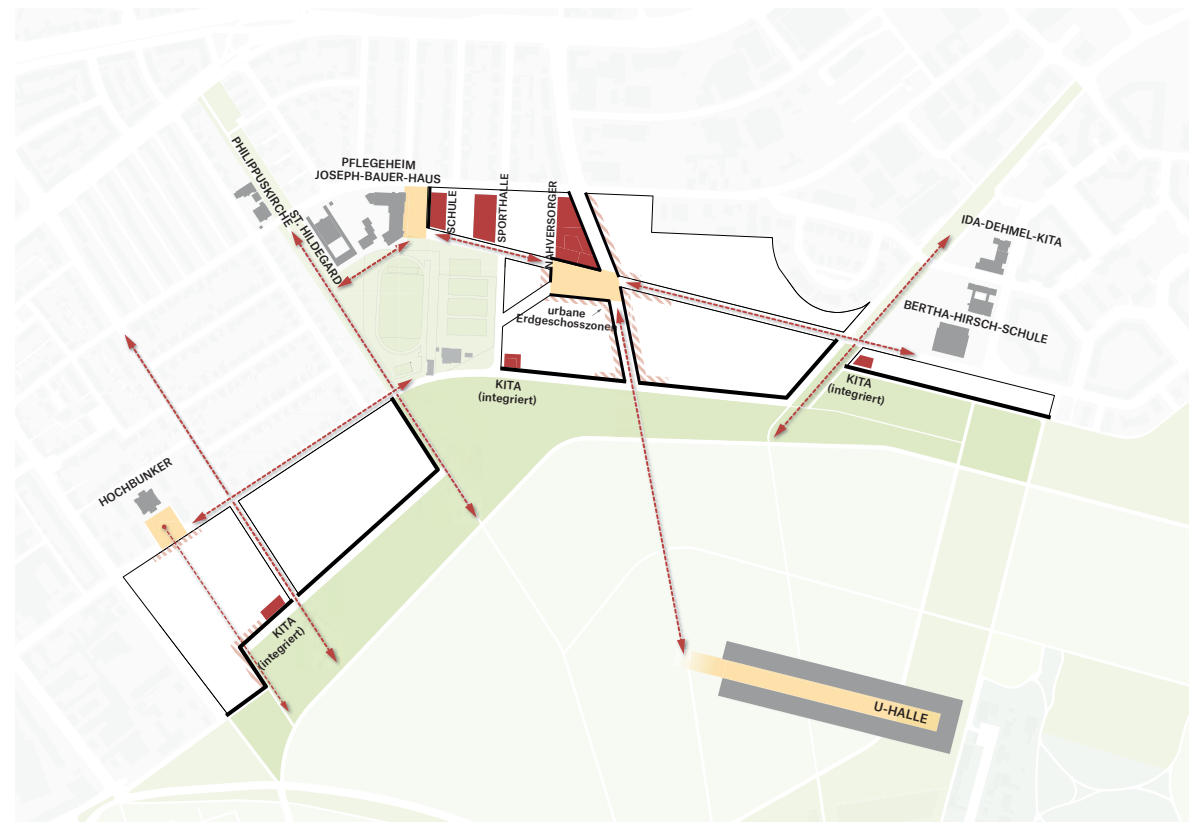 PHILIPPUSKIRCHE
ST. HILDEGARD
PFLEGEHEIM
JOSEPH-BAUER-HAUS
SCHULE
SPORTHALLE
NAHVERSORGER
IDA-DEHMEL-KITA
BERTHA-HIRSCH-SCHULE
urbane
Erdgeschosszonen
KITA
(integriert)
KITA
(integriert)
HOCHBUNKER
KITA
(integriert)
U-HALLE